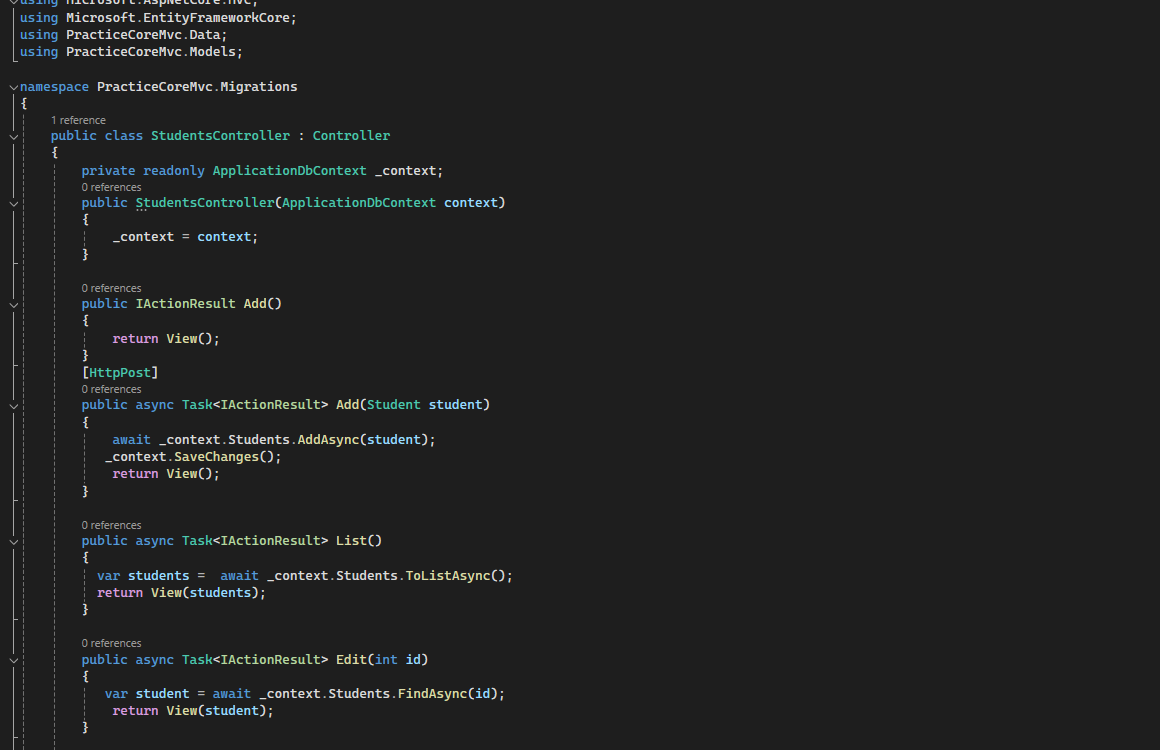 using Microsoft.AspNetCore.Mvc;
using Microsoft.EntityFrameworkCore;
using PracticeCoreMvc.Data;
using PracticeCoreMvc.Models;
namespace PracticeCoreMvc.Migrations
{
1 reference
public class StudentsController : Controller
{
private readonly ApplicationDbContext _context;
0 references
public StudentsController(ApplicationDbContext context)
{
_context = context;
}
0 references
public IActionResult Add()
{
return View();
}
[HttpPost]
0 references
public async Task<IActionResult> Add(Student student)
{
await _context.Students.AddAsync(student);
_context.SaveChanges();
return View();
}
0 references
public async Task<IActionResult> List()
{
var students =  await _context.Students.ToListAsync();
return View(students);
}
0 references
public async Task<IActionResult> Edit(int id)
{
var student = await _context.Students.FindAsync(id);
return View(student);
}